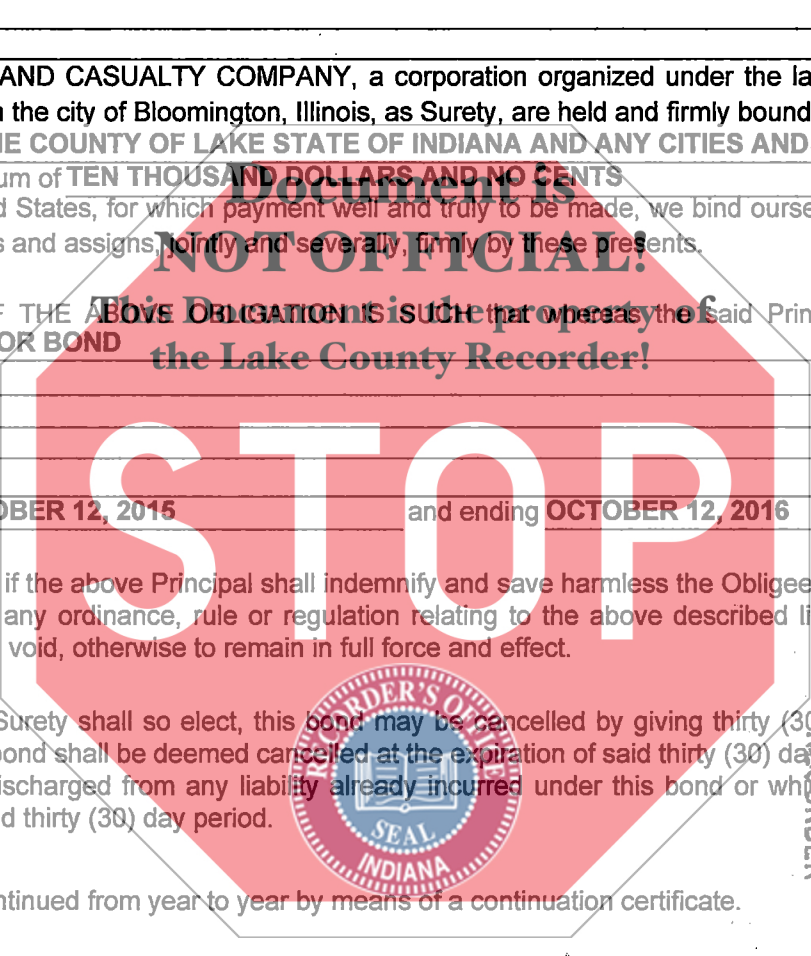 AND CASUALTY COMPANY, a corporation organized under the la
the city of Bloomington, Illinois, as Surety, are held and firmly bound
COUNTY OF LAKE STATE OF INDIANA AND ANY CITIES AND
um of TEN THOUSAND DOLLARS AND NO CENTS
Document is
d States, for which payment well and truly to be made, we bind ourse
s and assigns, jointly and severally, firmly by these presents.
NOT OFFICIAL!
F THE ABOVE OBLIGATION IS SUCH that whereas the said Prin
This Document is the property of
OR BOND
the Lake County Recorder!
STOP
OBER 12, 2015 and ending OCTOBER 12, 2016
if the above Principal shall indemnify and save harmless the Obligee
any ordinance, rule or regulation relating to the above described li
void, otherwise to remain in full force and effect.
Surety shall so elect, this bond may be cancelled by giving thirty (30
ond shall be deemed cancelled at the expiration of said thirty (30) da
ischarged from any liability already incurred under this bond or whi
d thirty (30) day period.
RECORDER'S OFFICE
SEAL
INDIANA
ntinued from year to year by means of a continuation certificate.